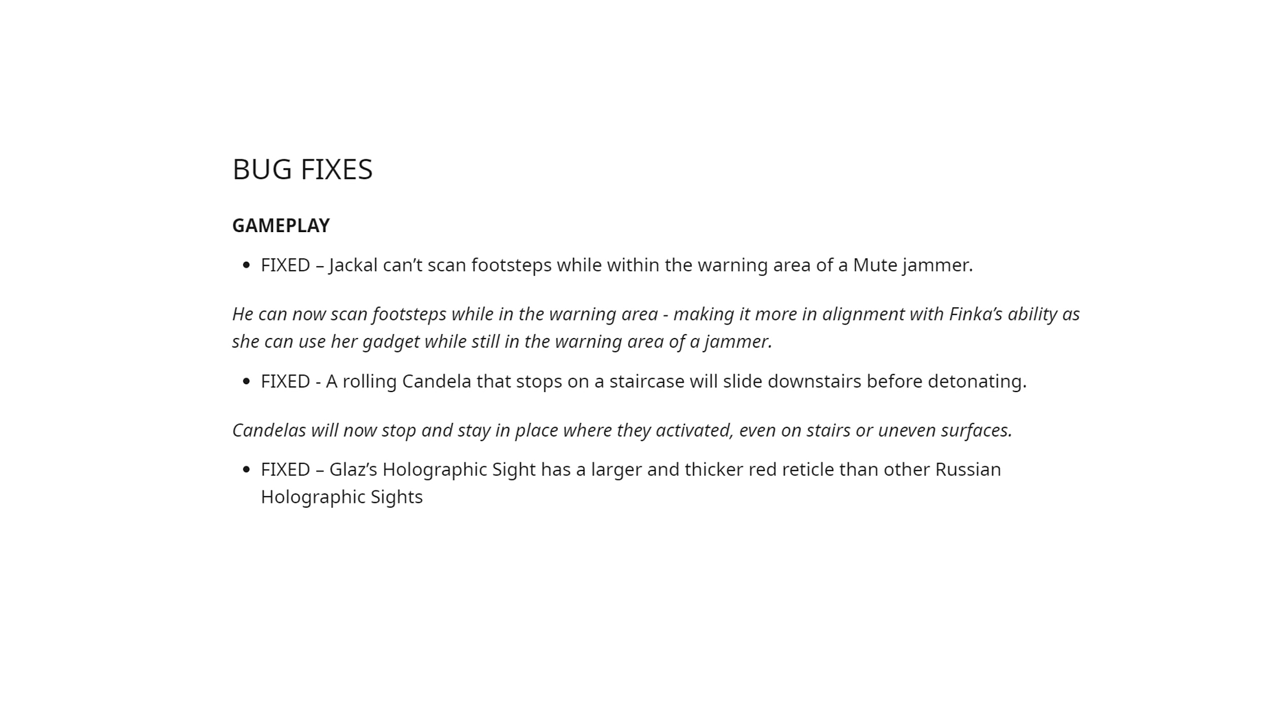 BUG FIXES
GAMEPLAY
• FIXED – Jackal can’t scan footsteps while within the warning area of a Mute jammer.
He can now scan footsteps while in the warning area - making it more in alignment with Finka’s ability as
she can use her gadget while still in the warning area of a jammer.
• FIXED - A rolling Candela that stops on a staircase will slide downstairs before detonating.
Candelas will now stop and stay in place where they activated, even on stairs or uneven surfaces.
• FIXED – Glaz’s Holographic Sight has a larger and thicker red reticle than other Russian
Holographic Sights